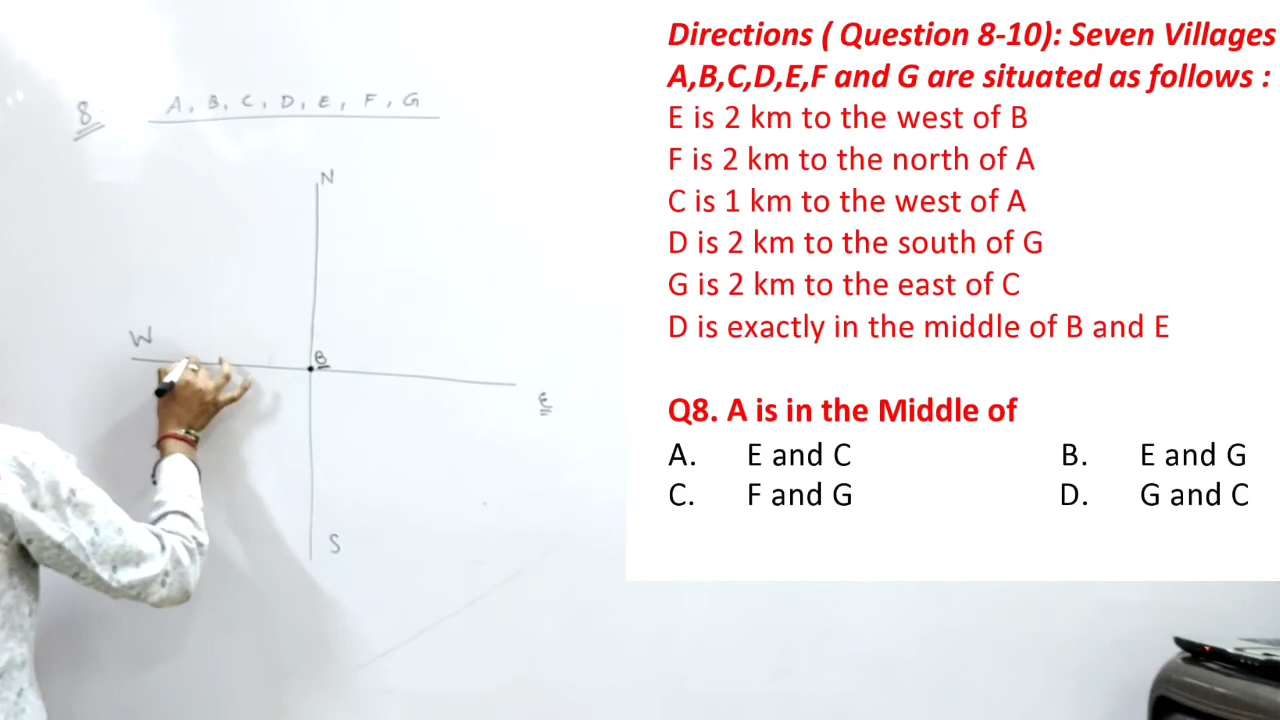 8.
A, B, C, D, E, F, G
N
W
B
E
S
Directions ( Question 8-10): Seven Villages
A,B,C,D,E,F and G are situated as follows :
E is 2 km to the west of B
F is 2 km to the north of A
C is 1 km to the west of A
D is 2 km to the south of G
G is 2 km to the east of C
D is exactly in the middle of B and E
Q8. A is in the Middle of
A. E and C B. E and G
C. F and G D. G and C